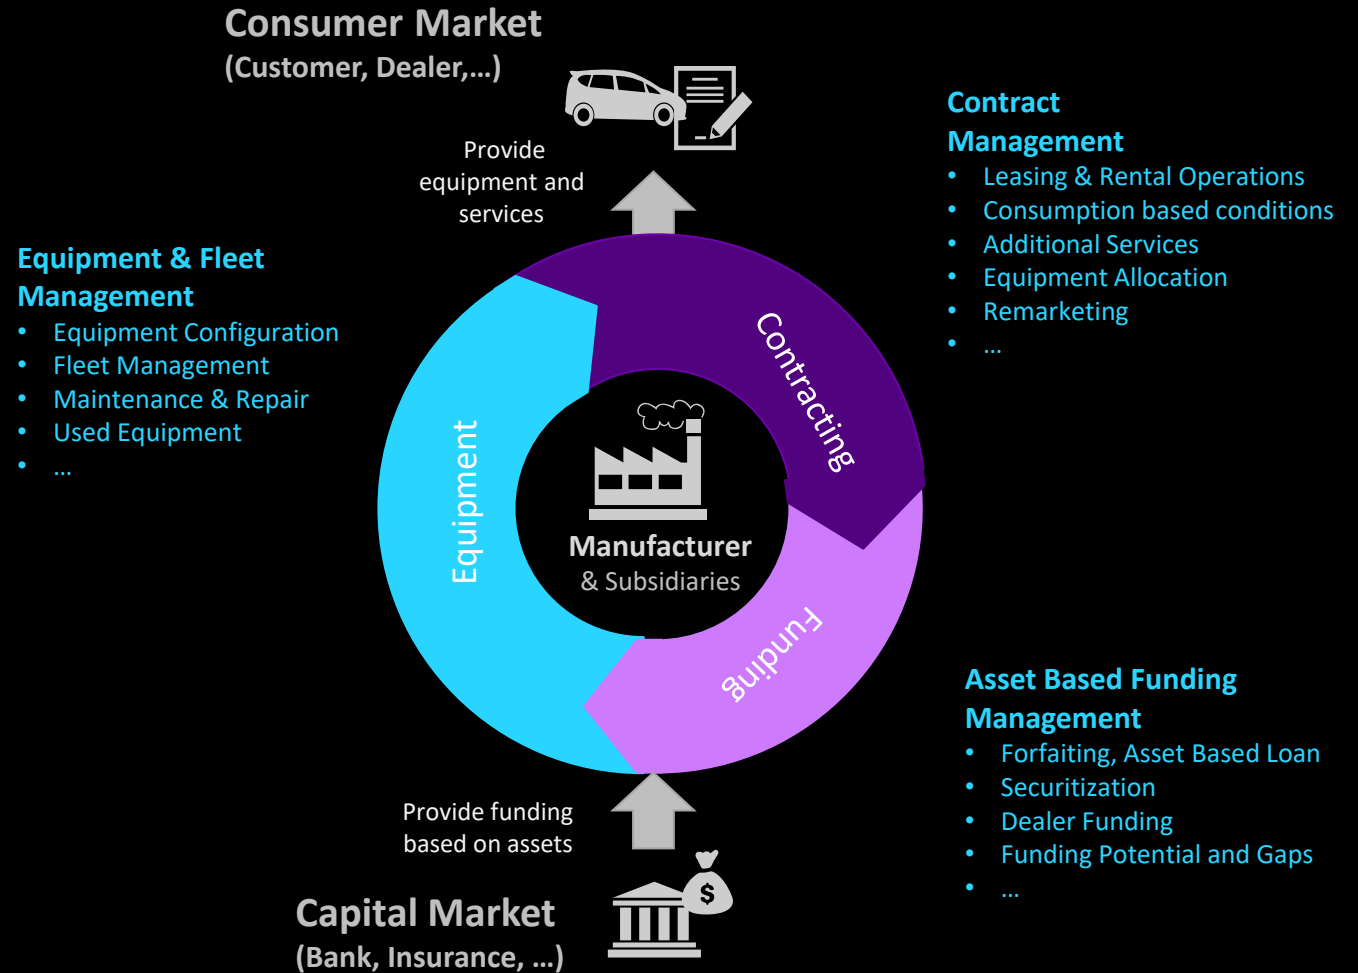 Consumer Market
(Customer, Dealer,...)
Provide
equipment and
services
Contract
Management
• Leasing & Rental Operations
• Consumption based conditions
• Additional Services
• Equipment Allocation
• Remarketing
• ...
Equipment & Fleet
Management
• Equipment Configuration
• Fleet Management
• Maintenance & Repair
• Used Equipment
• ...
Contracting
Equipment
Manufacturer
& Subsidiaries
Funding
Asset Based Funding
Management
• Forfaiting, Asset Based Loan
• Securitization
• Dealer Funding
• Funding Potential and Gaps
• ...
Provide funding
based on assets
$
Capital Market
(Bank, Insurance, ...)